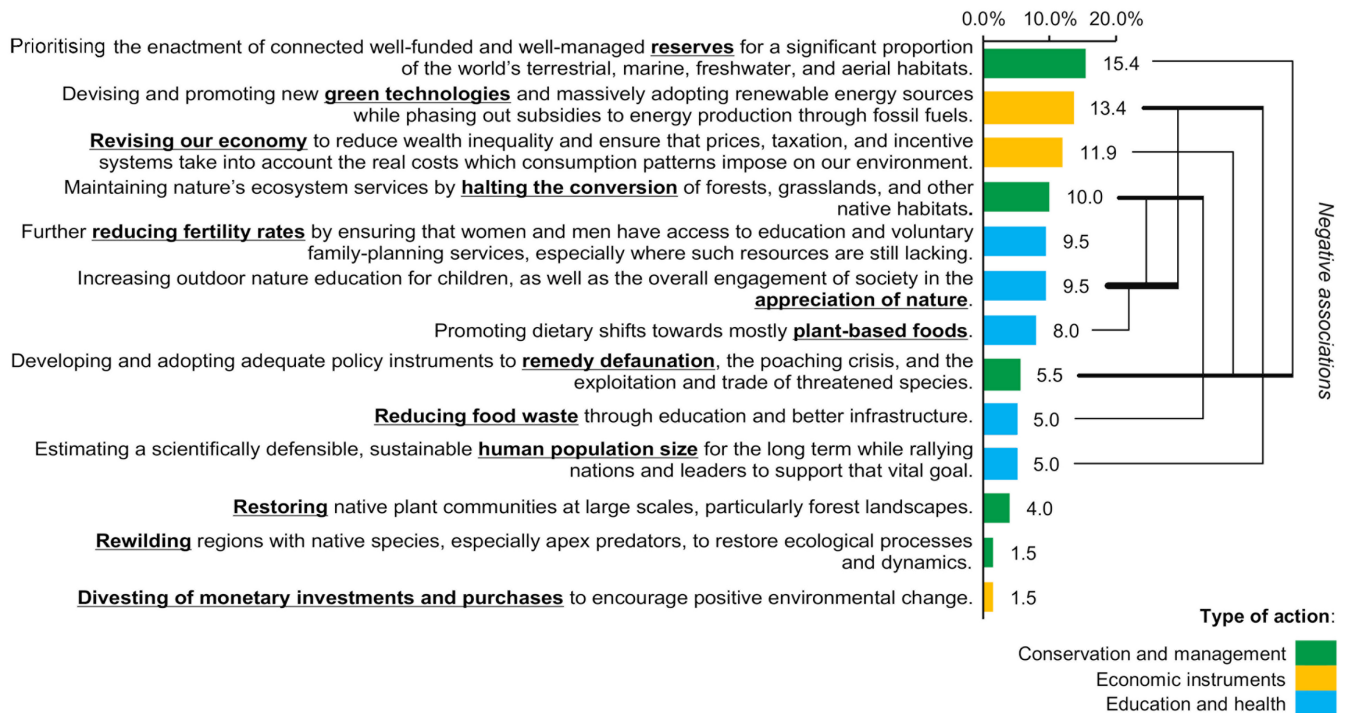 0.0% 10.0% 20.0%
Prioritising the enactment of connected well-funded and well-managed reserves for a significant proportion
of the world's terrestrial, marine, freshwater, and aerial habitats.
15.4
Devising and promoting new green technologies and massively adopting renewable energy sources
while phasing out subsidies to energy production through fossil fuels.
13.4
Revising our economy to reduce wealth inequality and ensure that prices, taxation, and incentive
systems take into account the real costs which consumption patterns impose on our environment.
11.9
Maintaining nature's ecosystem services by halting the conversion of forests, grasslands, and other
native habitats.
10.0
Further reducing fertility rates by ensuring that women and men have access to education and voluntary
family-planning services, especially where such resources are still lacking.
9.5
Increasing outdoor nature education for children, as well as the overall engagement of society in the
appreciation of nature.
9.5
Promoting dietary shifts towards mostly plant-based foods.
8.0
Developing and adopting adequate policy instruments to remedy defaunation, the poaching crisis, and the
exploitation and trade of threatened species.
5.5
Reducing food waste through education and better infrastructure.
5.0
Estimating a scientifically defensible, sustainable human population size for the long term while rallying
nations and leaders to support that vital goal.
5.0
Restoring native plant communities at large scales, particularly forest landscapes.
4.0
Rewilding regions with native species, especially apex predators, to restore ecological processes
and dynamics.
1.5
Divesting of monetary investments and purchases to encourage positive environmental change.
1.5
Negative associations
Type of action:
Conservation and management
Economic instruments
Education and health